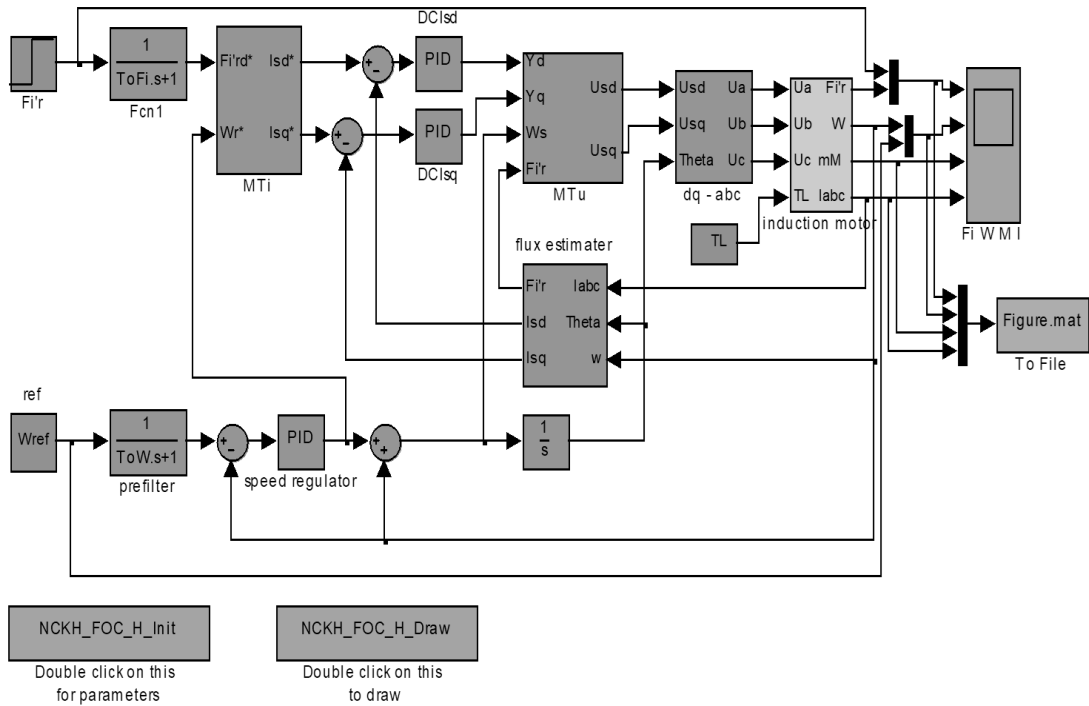 DCIsd
Fi'r
1
ToFi.s+1
Fcn1
Fi'rd*
Isd*
Wr*
Isq*
MTi
+
-
PID
+
-
PID
DCIsq
Yd
Yq
Ws
Fi'r
Usd
Usq
MTu
Usd
Usq
Theta
Ua
Ub
Uc
dq - abc
Ua
Ub
Uc
TL
Fi'r
W
mM
Iabc
induction motor
TL
Fi W M I
flux estimater
Fi'r
Isd
Isq
Iabc
Theta
w
Figure.mat
To File
ref
Wref
1
ToW.s+1
prefilter
+
-
PID
speed regulator
+
+
1
s
NCKH_FOC_H_Init
Double click on this
for parameters
NCKH_FOC_H_Draw
Double click on this
to draw